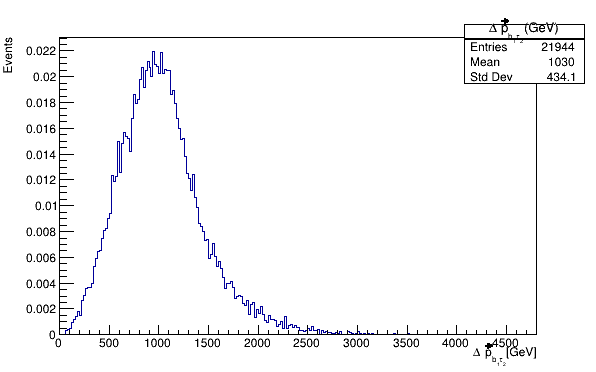 Δ p⃗_{b₁τ₂} (GeV)
Entries 21944
Mean 1030
Std Dev 434.1
Events
0.022
0.02
0.018
0.016
0.014
0.012
0.01
0.008
0.006
0.004
0.002
0
0 500 1000 1500 2000 2500 3000 3500 4000 4500
Δ p⃗_{b₁τ₂}[GeV]